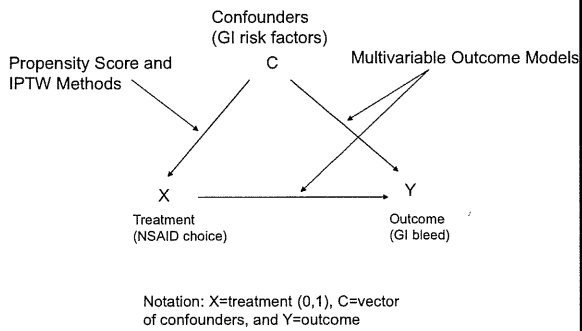 Confounders
(GI risk factors)
C
Propensity Score and
IPTW Methods
Multivariable Outcome Models
X
Y
Treatment
(NSAID choice)
Outcome
(GI bleed)
Notation: X=treatment (0,1), C=vector
of confounders, and Y=outcome